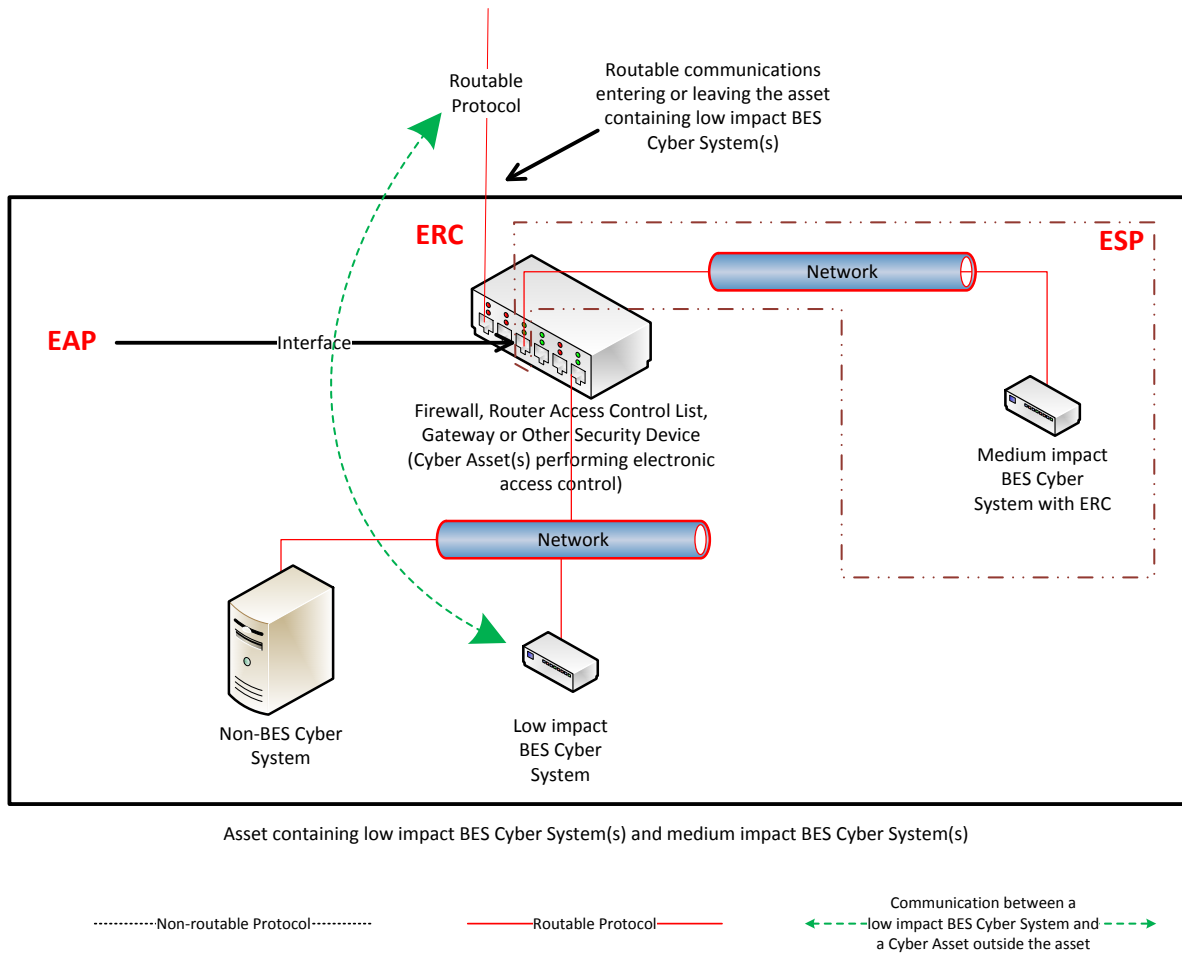 Routable
Protocol
Routable communications
entering or leaving the asset
containing low impact BES
Cyber System(s)
ERC
ESP
Network
EAP
Interface
Firewall, Router Access Control List,
Gateway or Other Security Device
(Cyber Asset(s) performing electronic
access control)
Medium impact
BES Cyber
System with ERC
Network
Non-BES Cyber
System
Low impact
BES Cyber
System
Asset containing low impact BES Cyber System(s) and medium impact BES Cyber System(s)
Non-routable Protocol
Routable Protocol
Communication between a
low impact BES Cyber System and
a Cyber Asset outside the asset